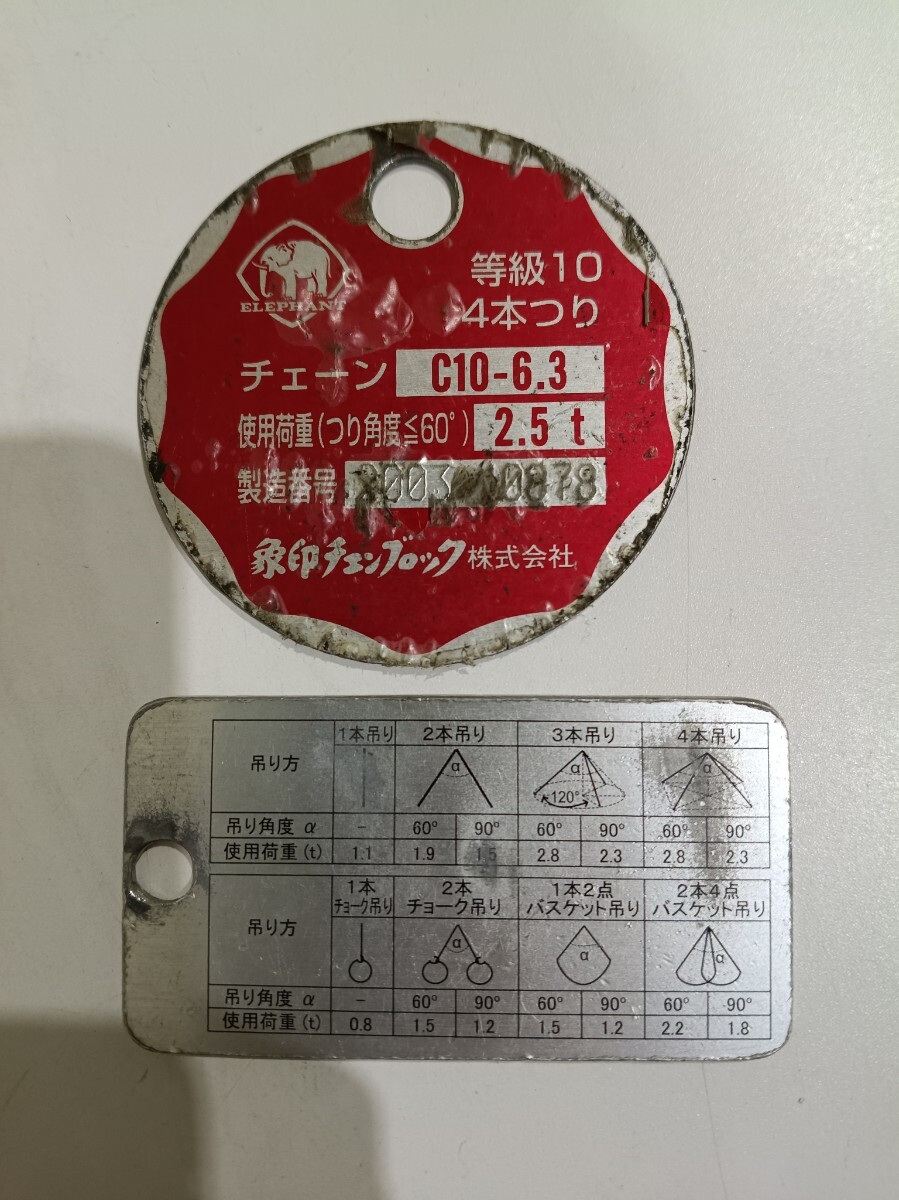 ELEPHANT
等級10
4本つり
チェーン C10-6.3
使用荷重(つり角度≦60°) 2.5 t
製造番号
象印チェンブロック株式会社
吊り方 1本吊り 2本吊り 3本吊り 4本吊り
α α 120° α
吊り角度 α − 60° 90° 60° 90° 60° 90°
使用荷重(t) 1.1 1.9 1.5 2.8 2.3 2.8 2.3
吊り方 1本 2本 1本2点 2本4点
チョーク吊り チョーク吊り バスケット吊り バスケット吊り
α α α
吊り角度 α − 60° 90° 60° 90° 60° 90°
使用荷重(t) 0.8 1.5 1.2 1.5 1.2 2.2 1.8